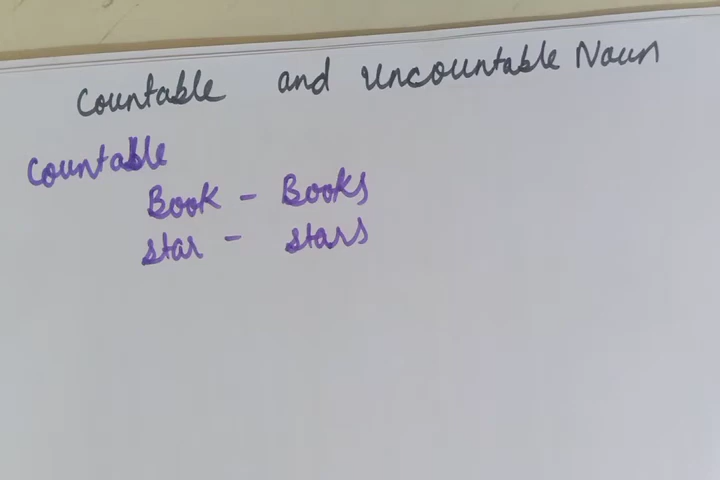 Countable and Uncountable Noun
Countable
Book - Books
Star - Stars